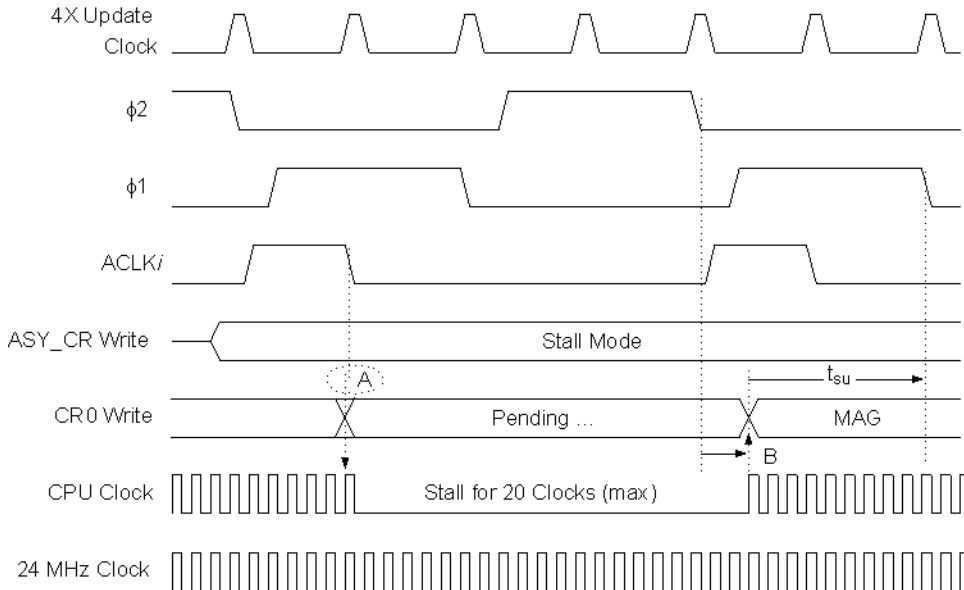 4X Update
Clock
ϕ2
ϕ1
ACLKi
ASY_CR Write
Stall Mode
A
tsu
CR0 Write
Pending ...
MAG
B
CPU Clock
Stall for 20 Clocks (max)
24 MHz Clock